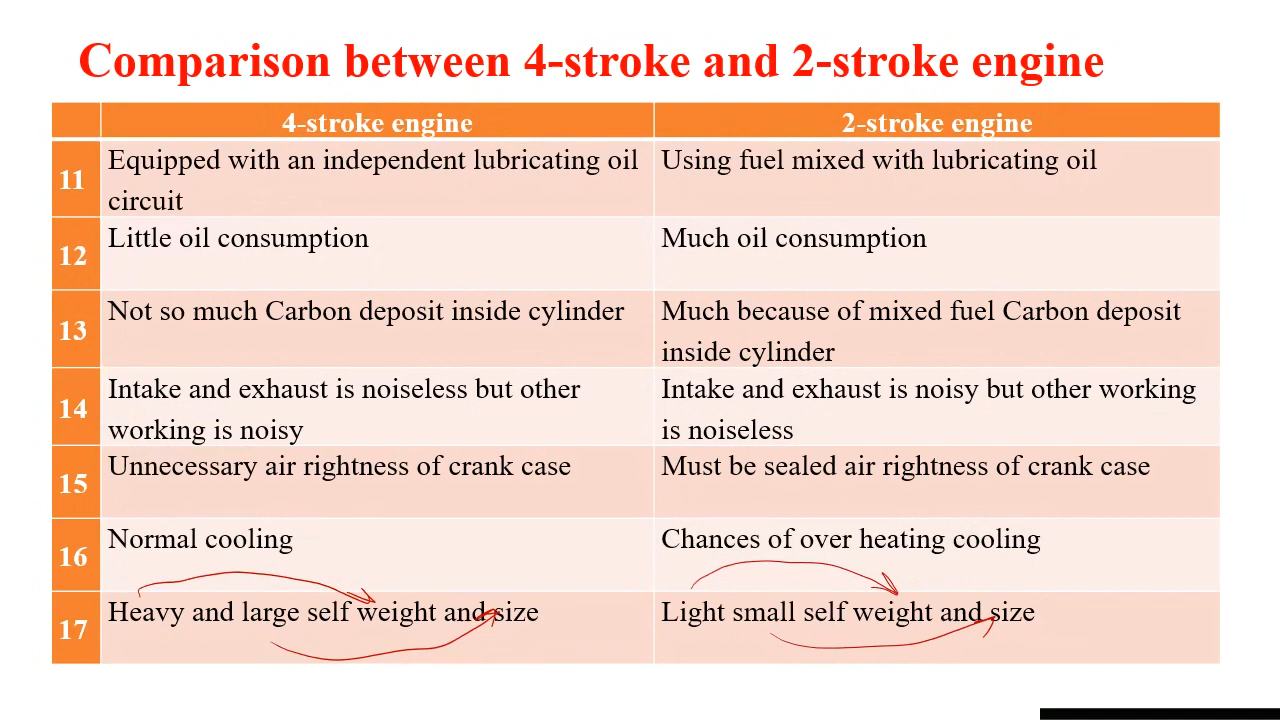 Comparison between 4-stroke and 2-stroke engine
4-stroke engine 2-stroke engine
11 Equipped with an independent lubricating oil circuit Using fuel mixed with lubricating oil
12 Little oil consumption Much oil consumption
13 Not so much Carbon deposit inside cylinder Much because of mixed fuel Carbon deposit inside cylinder
14 Intake and exhaust is noiseless but other working is noisy Intake and exhaust is noisy but other working is noiseless
15 Unnecessary air rightness of crank case Must be sealed air rightness of crank case
16 Normal cooling Chances of over heating cooling
17 Heavy and large self weight and size Light small self weight and size